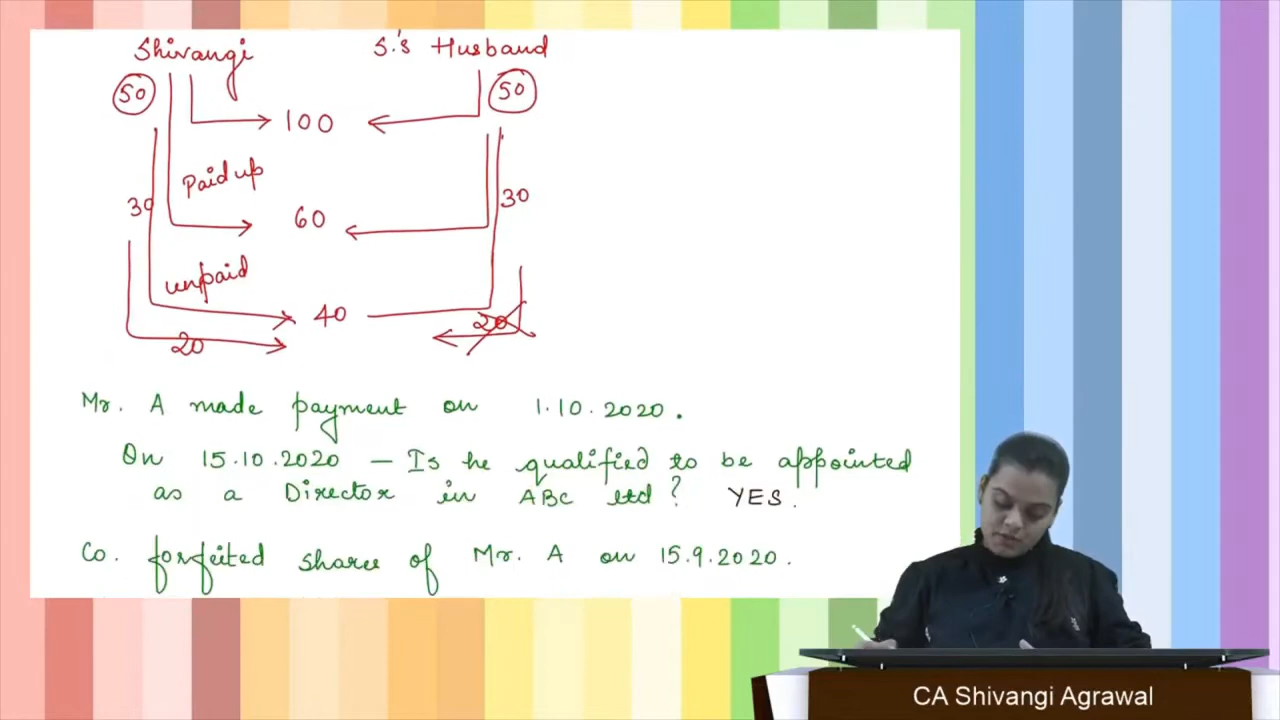 Shivangi S.'s Husband
50 50
100
Paid up
30 60 30
unpaid
40
20 20
Mr. A made payment on 1.10.2020.
On 15.10.2020 – Is he qualified to be appointed
as a Director in ABC ltd? YES.
Co. forfeited share of Mr. A on 15.9.2020.
CA Shivangi Agrawal